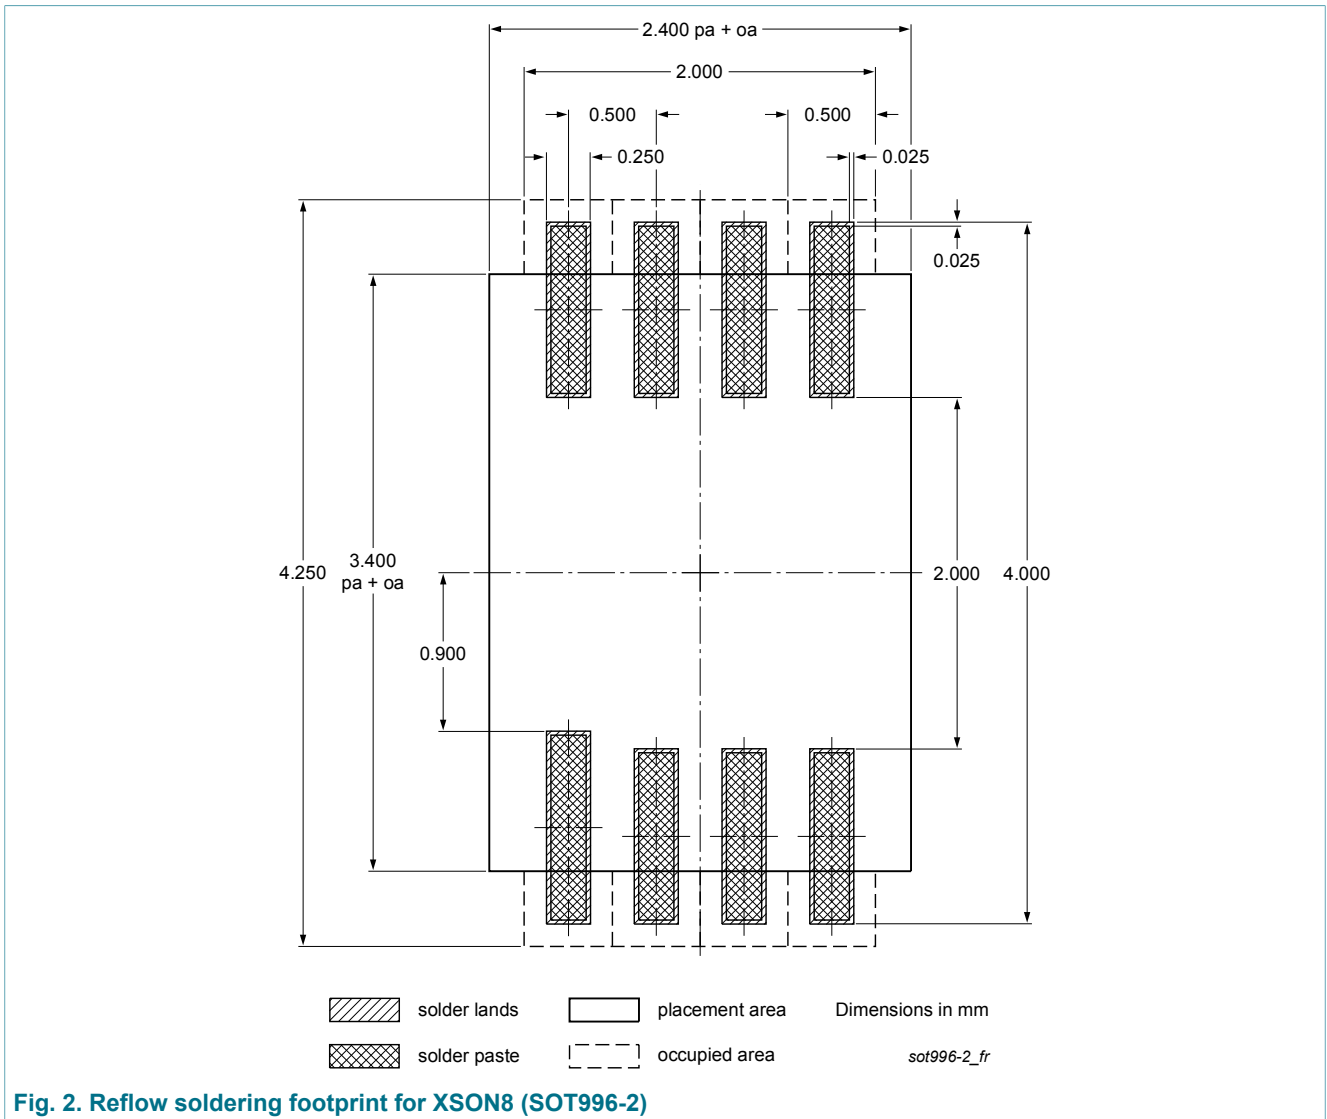 2.400 pa + oa
2.000
0.500 0.500
0.250 0.025
0.025
4.250 3.400 2.000 4.000
pa + oa
0.900
solder lands placement area Dimensions in mm
solder paste occupied area sot996-2_fr
Fig. 2. Reflow soldering footprint for XSON8 (SOT996-2)